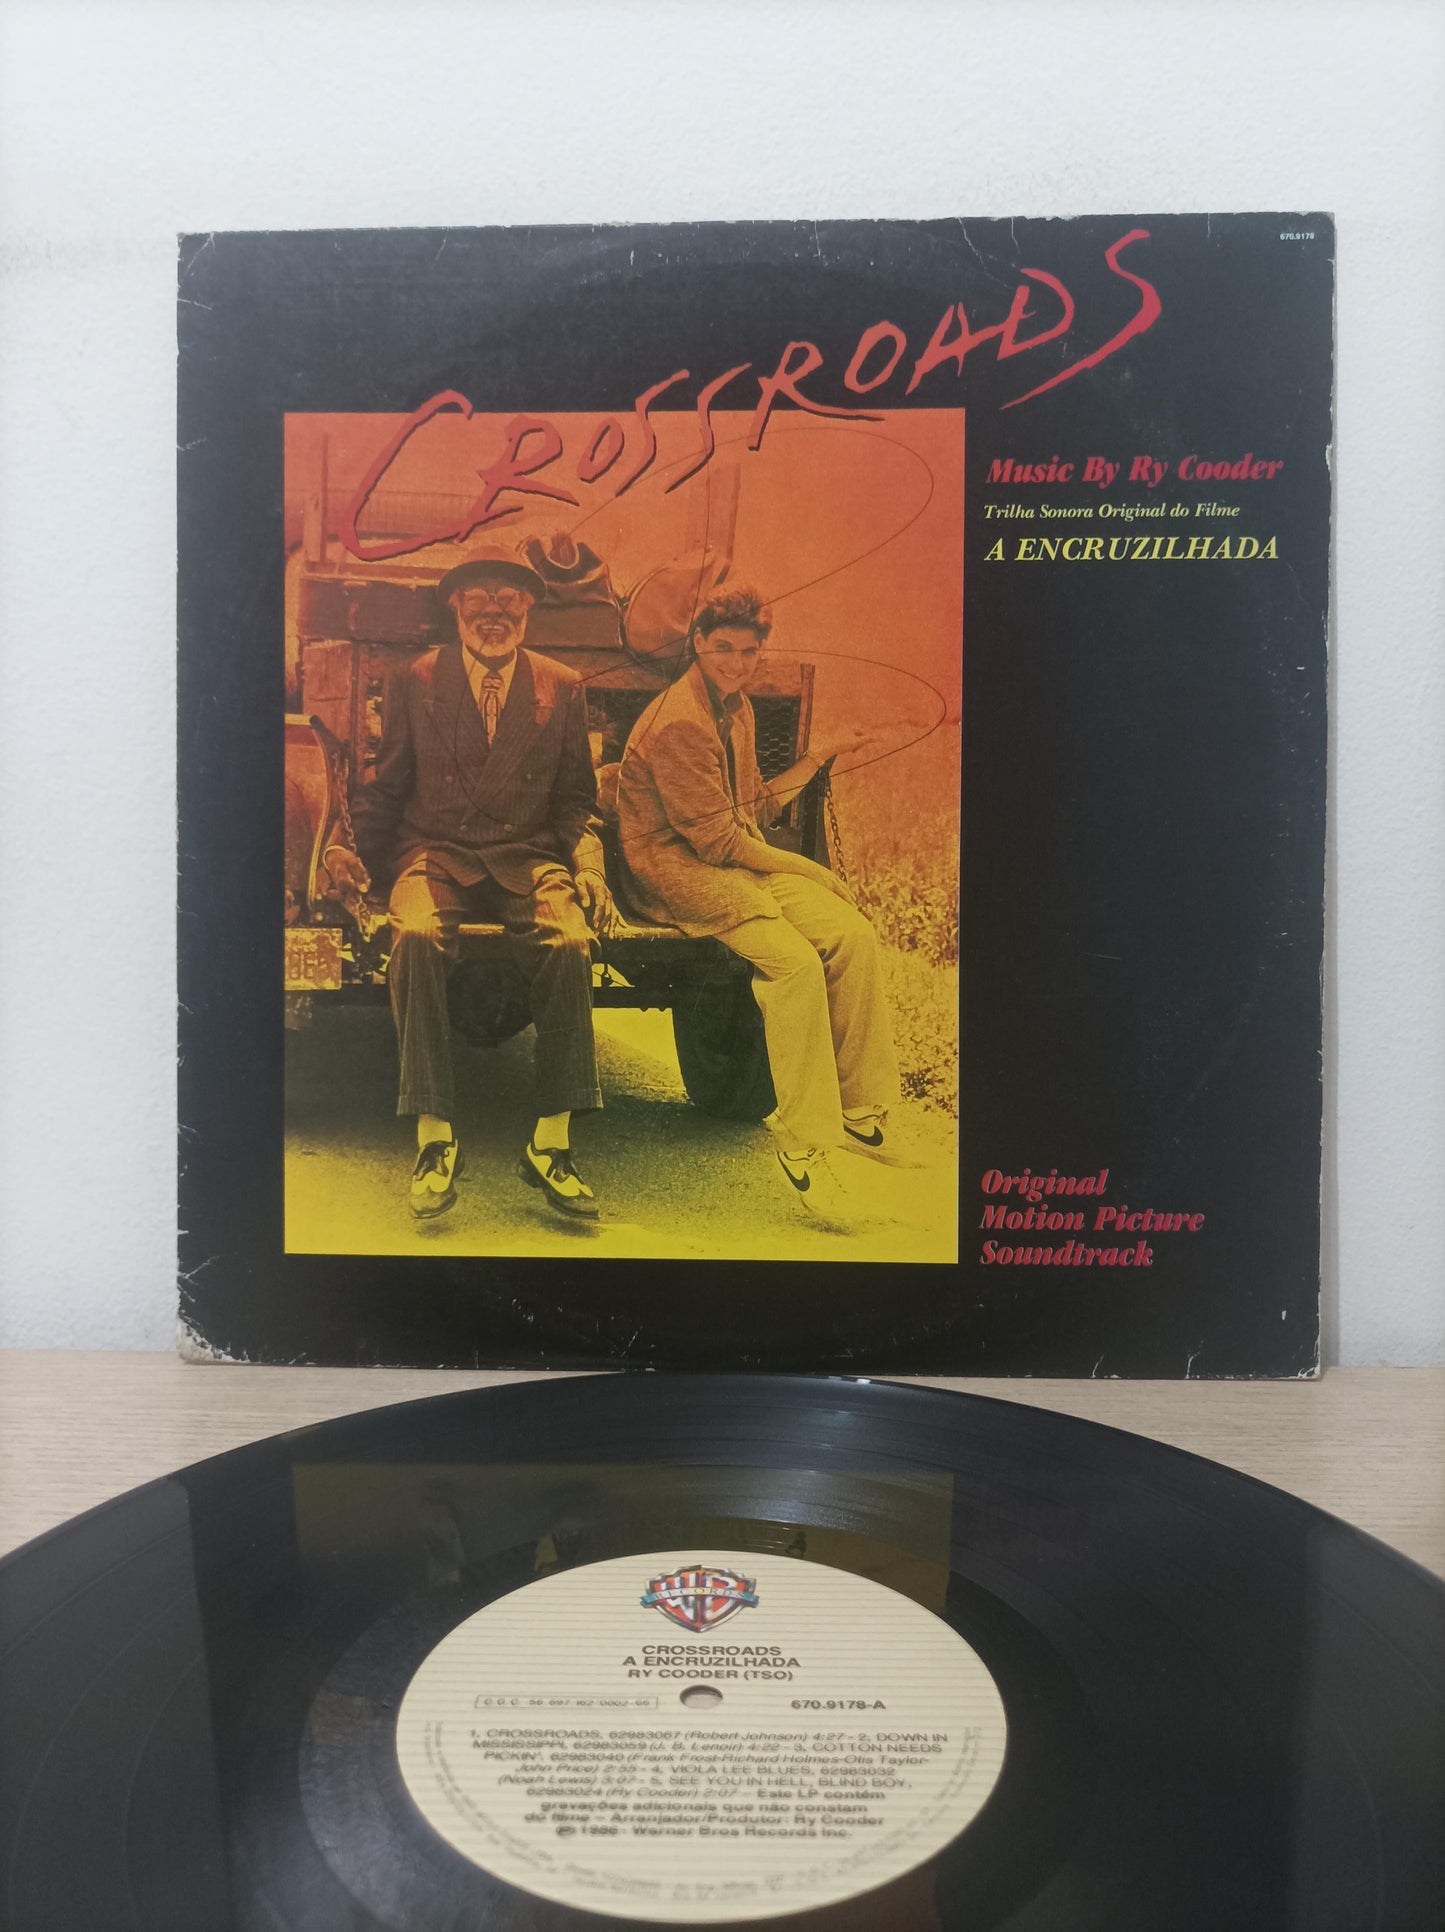 670.9178
CROSSROADS
Music By Ry Cooder
Trilha Sonora Original do Filme
A ENCRUZILHADA
Original
Motion Picture
Soundtrack
RECORDS
CROSSROADS
A ENCRUZILHADA
RY COODER (TSO)
670.9178-A
1. CROSSROADS, 62983067 (Robert Johnson) 4:27 - 2. DOWN IN
MISSISSIPPI, 62983059 (J. B. Lenoir) 4:22 - 3. COTTON NEEDS
PICKIN', 62983040 (Frank Frost-Richard Holmes-Otis Taylor-
John Price) 2:55 - 4. VIOLA LEE BLUES, 62983032
(Noah Lewis) 3:07 - 5. SEE YOU IN HELL, BLIND BOY,
62983024 (Ry Cooder) 2:07 - Este LP contém
gravações adicionais que não constam
do filme - Arranjador/Produtor: Ry Cooder
℗ 1986 - Warner Bros Records Inc.